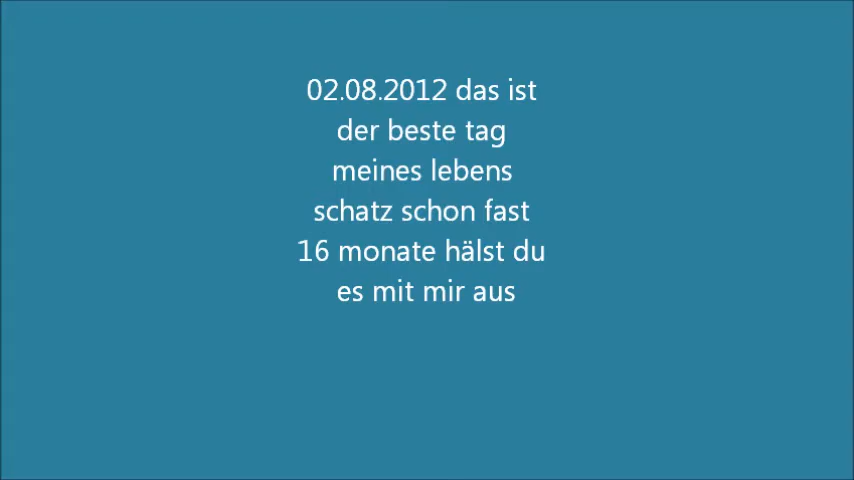 02.08.2012 das ist
der beste tag
meines lebens
schatz schon fast
16 monate hälst du
es mit mir aus